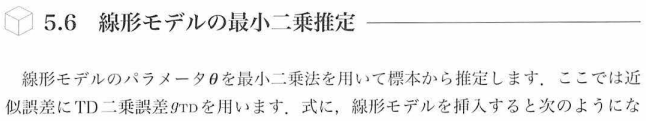 5.6 線形モデルの最小二乗推定
線形モデルのパラメータθを最小二乗法を用いて標本から推定します．ここでは近
似誤差にTD二乗誤差gTDを用います．式に，線形モデルを挿入すると次のようにな